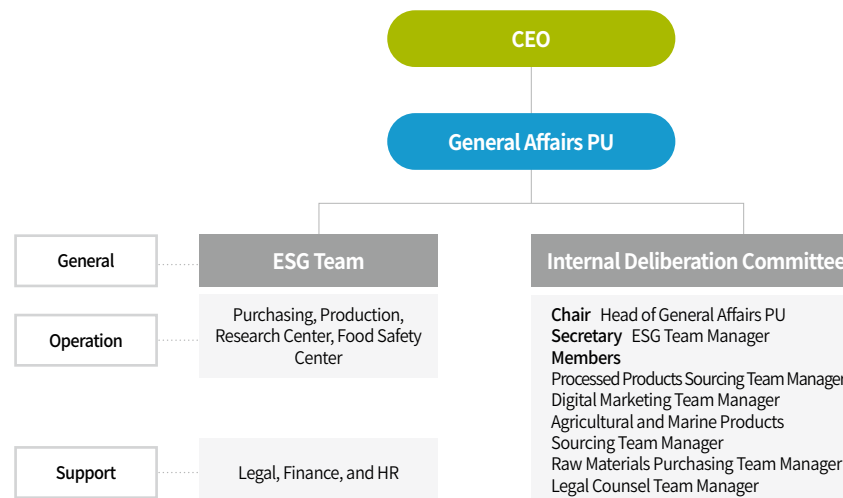 CEO
General Affairs PU
General
ESG Team
Internal Deliberation Committee
Operation
Purchasing, Production,
Research Center, Food Safety
Center
Chair Head of General Affairs PU
Secretary ESG Team Manager
Members
Processed Products Sourcing Team Manager
Digital Marketing Team Manager
Agricultural and Marine Products
Sourcing Team Manager
Raw Materials Purchasing Team Manager
Legal Counsel Team Manager
Support
Legal, Finance, and HR